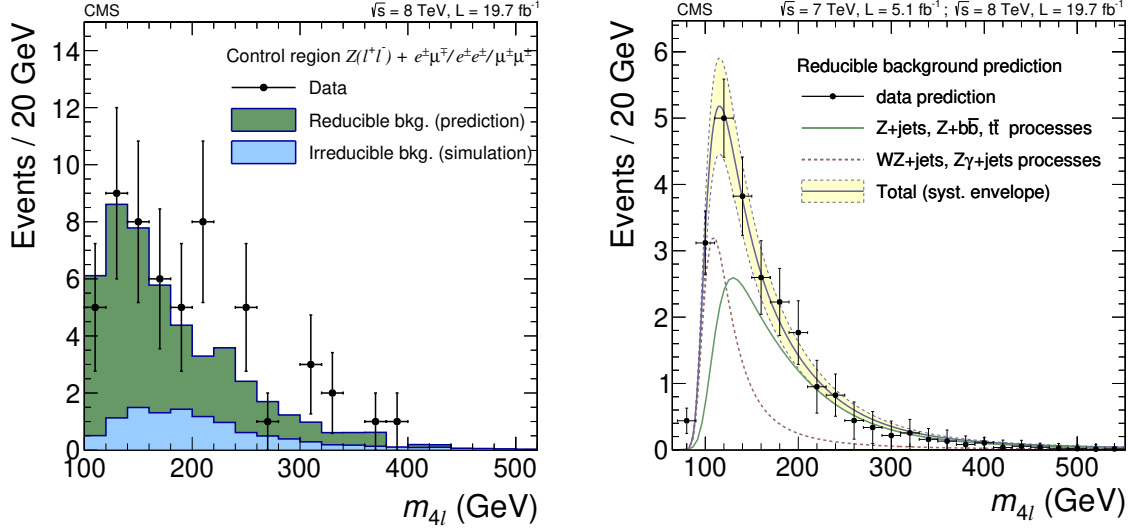 CMS
√s = 8 TeV, L = 19.7 fb⁻¹
Events / 20 GeV
14
12
10
8
6
4
2
0
Control region Z(l⁺l⁻) + e±μ∓/e±e±/μ±μ±
Data
Reducible bkg. (prediction)
Irreducible bkg. (simulation)
100 200 300 400 500
m₄ₗ (GeV)
CMS
√s = 7 TeV, L = 5.1 fb⁻¹ ; √s = 8 TeV, L = 19.7 fb⁻¹
Events / 20 GeV
6
5
4
3
2
1
0
Reducible background prediction
data prediction
Z+jets, Z+bb̅, tt̅ processes
WZ+jets, Zγ+jets processes
Total (syst. envelope)
100 200 300 400 500
m₄ₗ (GeV)